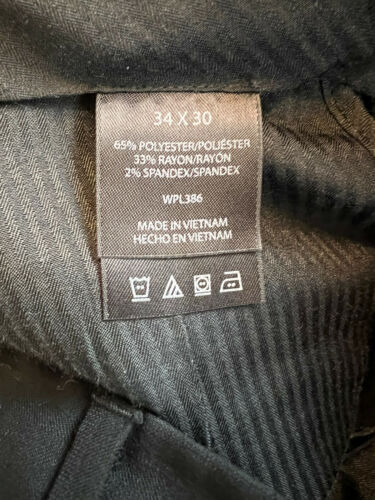 34 X 30
65% POLYESTER/POLIÉSTER
33% RAYON/RAYÓN
2% SPANDEX/SPANDEX
WPL386
MADE IN VIETNAM
HECHO EN VIETNAM